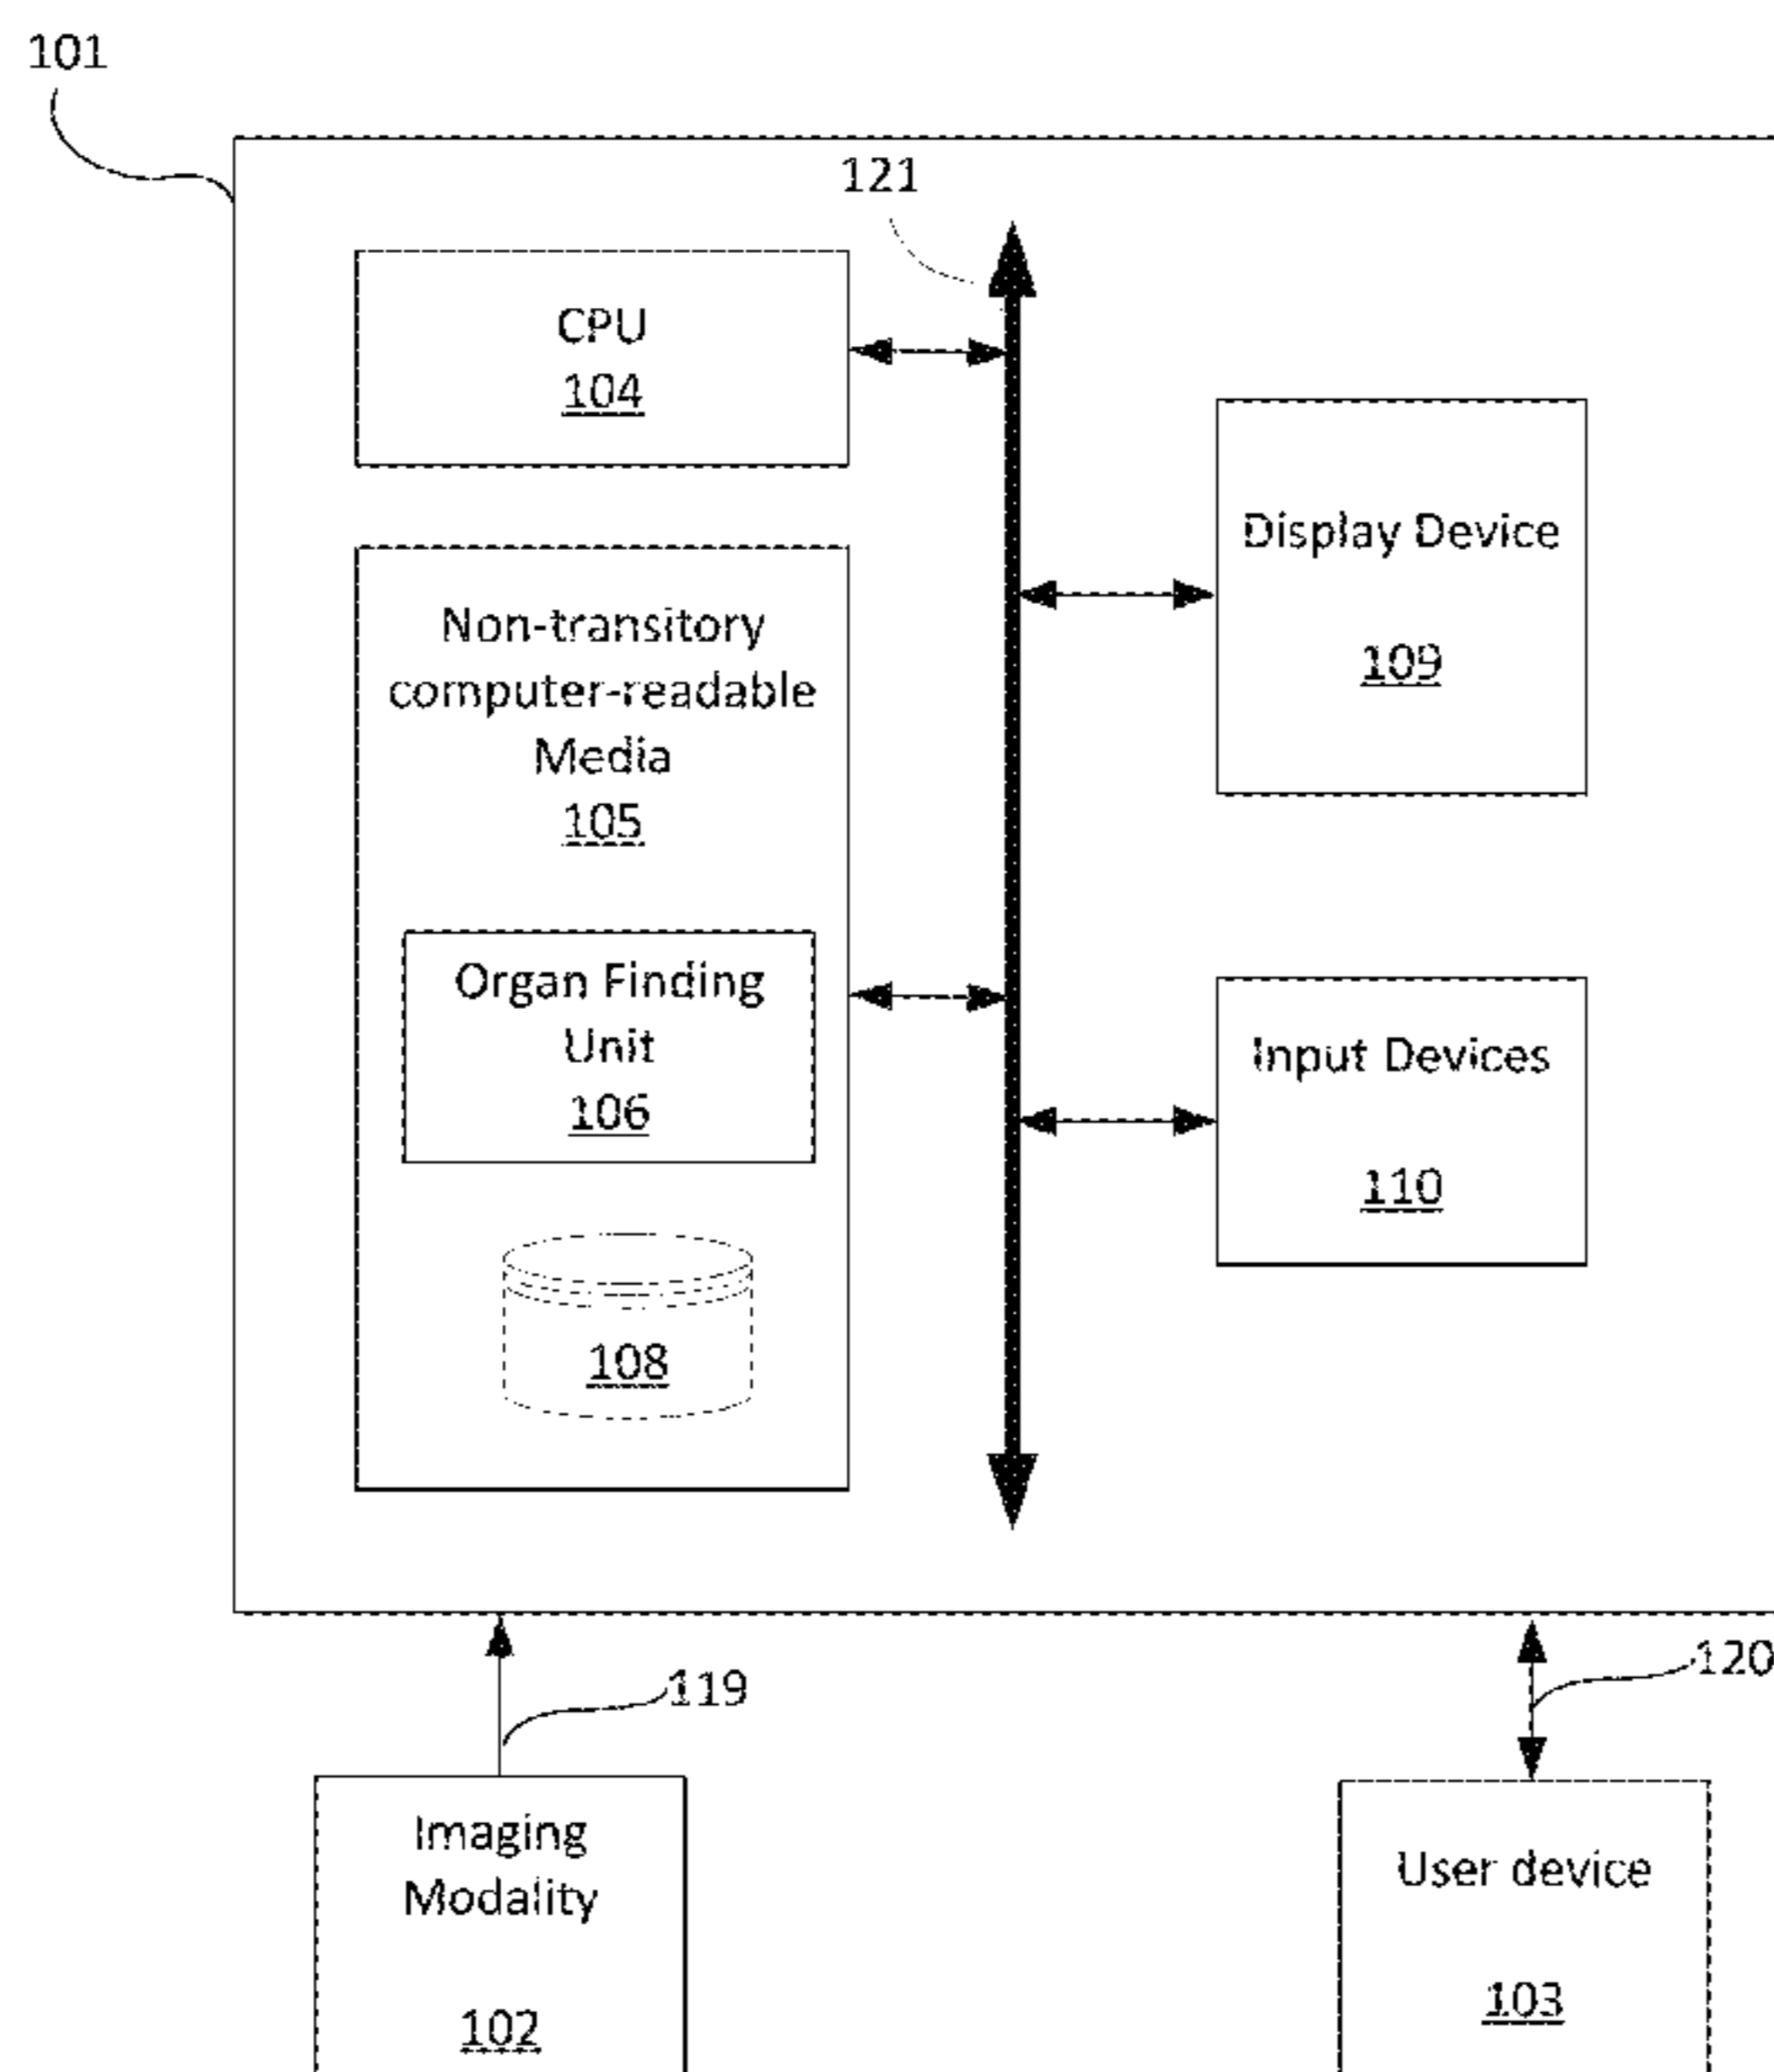 101
121
CPU
104
Display Device
109
Non-transitory
computer-readable
Media
105
Organ Finding
Unit
106
Input Devices
110
108
119
120
Imaging
Modality
102
User device
103